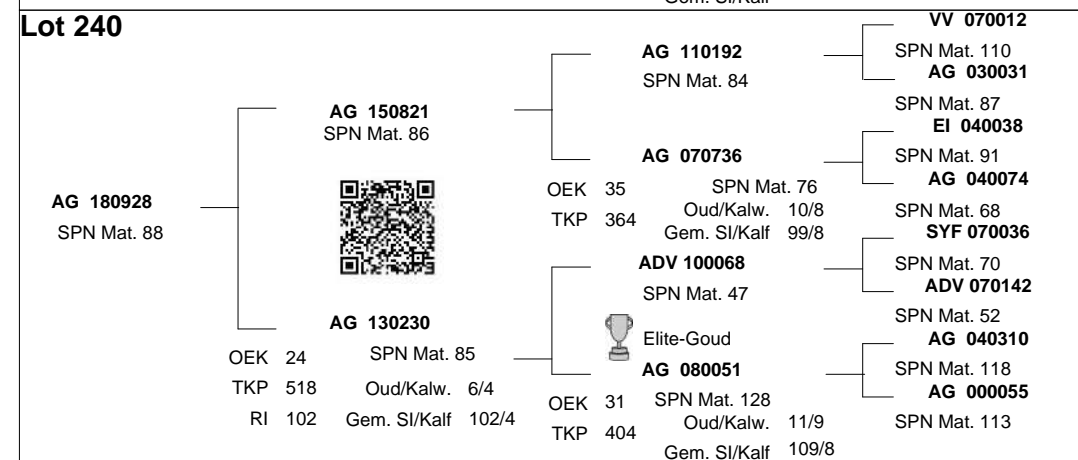 Gem. SI/Kalf
Lot 240
AG 180928
SPN Mat. 88
AG 150821
SPN Mat. 86
AG 130230
OEK 24 SPN Mat. 85
TKP 518 Oud/Kalw. 6/4
RI 102 Gem. SI/Kalf 102/4
AG 110192
SPN Mat. 84
AG 070736
OEK 35 SPN Mat. 76
TKP 364 Oud/Kalw. 10/8
Gem. SI/Kalf 99/8
ADV 100068
SPN Mat. 47
Elite-Goud
AG 080051
OEK 31 SPN Mat. 128
TKP 404 Oud/Kalw. 11/9
Gem. SI/Kalf 109/8
VV 070012
SPN Mat. 110
AG 030031
SPN Mat. 87
EI 040038
SPN Mat. 91
AG 040074
SPN Mat. 68
SYF 070036
SPN Mat. 70
ADV 070142
SPN Mat. 52
AG 040310
SPN Mat. 118
AG 000055
SPN Mat. 113